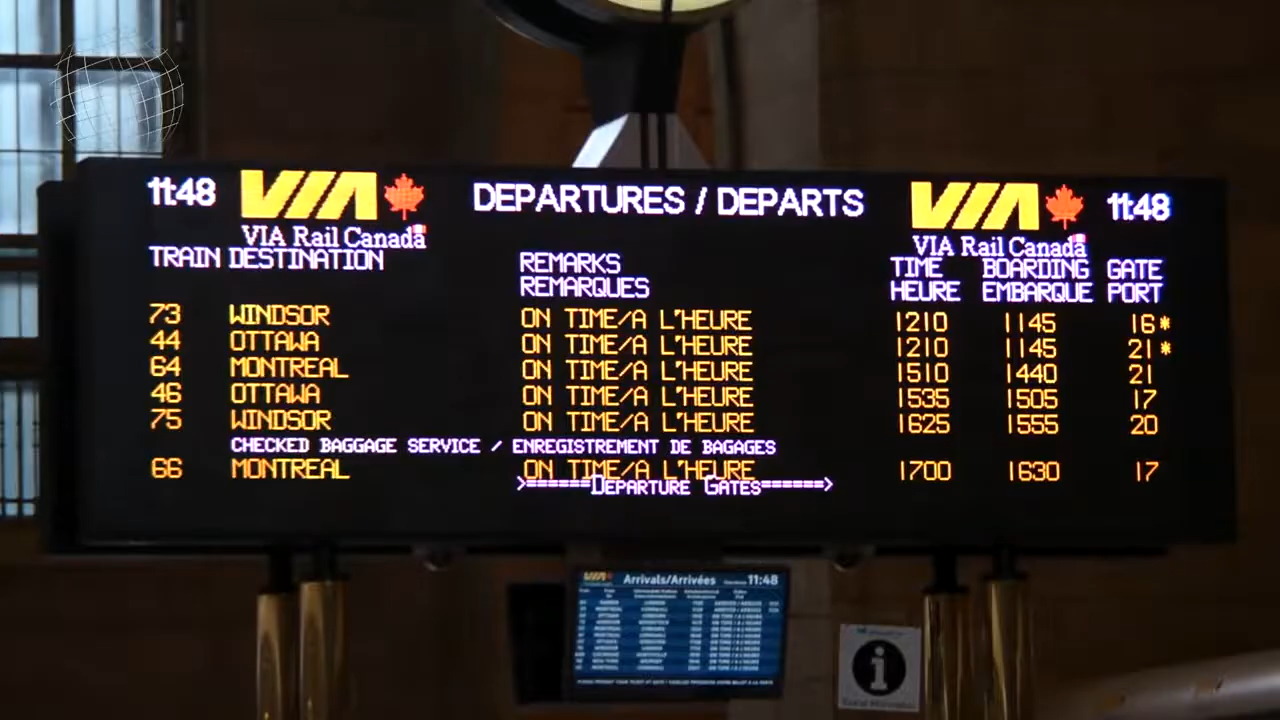 11:48 VIA DEPARTURES / DEPARTS VIA 11:48
VIA Rail Canada VIA Rail Canada
TRAIN DESTINATION REMARKS TIME BOARDING GATE
REMARQUES HEURE EMBARQUE PORT
73 WINDSOR ON TIME/A L'HEURE 1210 1145 16*
44 OTTAWA ON TIME/A L'HEURE 1210 1145 21*
64 MONTREAL ON TIME/A L'HEURE 1510 1440 21
46 OTTAWA ON TIME/A L'HEURE 1535 1505 17
75 WINDSOR ON TIME/A L'HEURE 1625 1555 20
CHECKED BAGGAGE SERVICE / ENREGISTREMENT DE BAGAGES
66 MONTREAL ON TIME/A L'HEURE 1700 1630 17
>======DEPARTURE GATES======>
VIA Arrivals/Arrivées 11:48
i